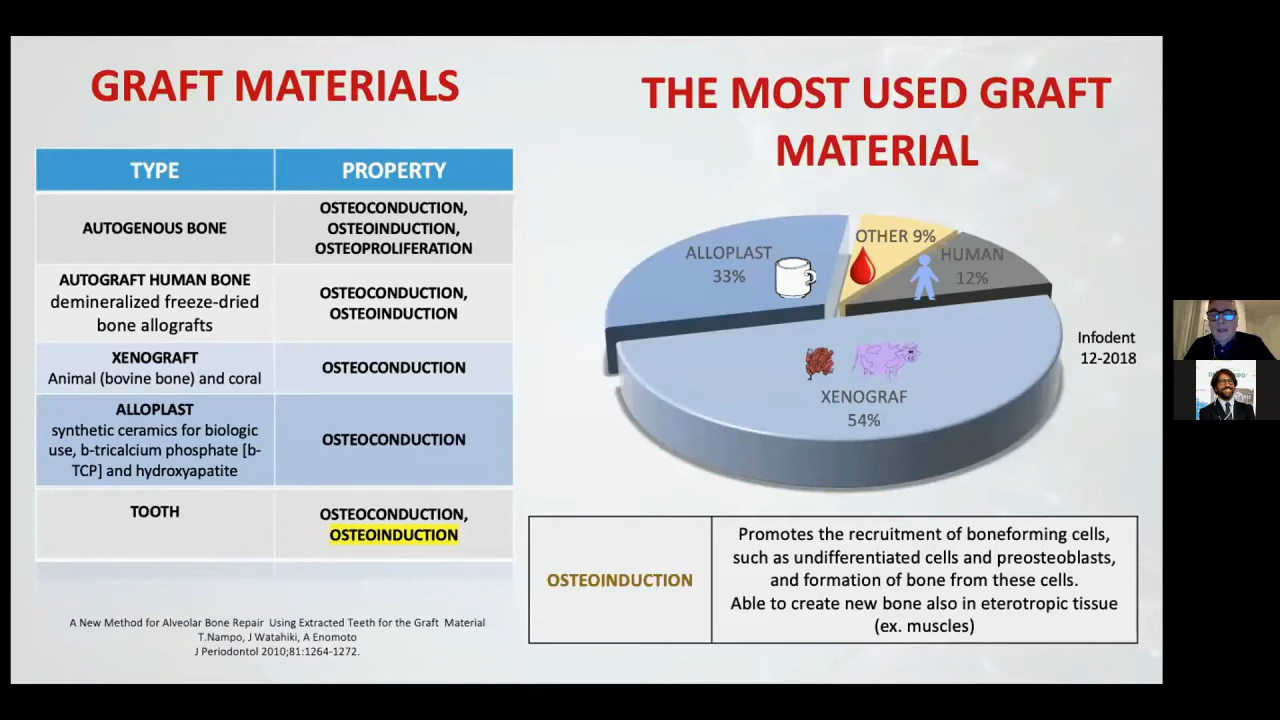 GRAFT MATERIALS
TYPE
PROPERTY
AUTOGENOUS BONE
OSTEOCONDUCTION,
OSTEOINDUCTION,
OSTEOPROLIFERATION
AUTOGRAFT HUMAN BONE
demineralized freeze-dried
bone allografts
OSTEOCONDUCTION,
OSTEOINDUCTION
XENOGRAFT
Animal (bovine bone) and coral
OSTEOCONDUCTION
ALLOPLAST
synthetic ceramics for biologic
use, b-tricalcium phosphate [b-
TCP] and hydroxyapatite
OSTEOCONDUCTION
TOOTH
OSTEOCONDUCTION,
OSTEOINDUCTION
A New Method for Alveolar Bone Repair Using Extracted Teeth for the Graft Material
T.Nampo, J Watahiki, A Enomoto
J Periodontol 2010;81:1264-1272.
THE MOST USED GRAFT
MATERIAL
ALLOPLAST
33%
OTHER 9%
HUMAN
12%
XENOGRAF
54%
Infodent
12-2018
OSTEOINDUCTION
Promotes the recruitment of boneforming cells,
such as undifferentiated cells and preosteoblasts,
and formation of bone from these cells.
Able to create new bone also in eterotropic tissue
(ex. muscles)